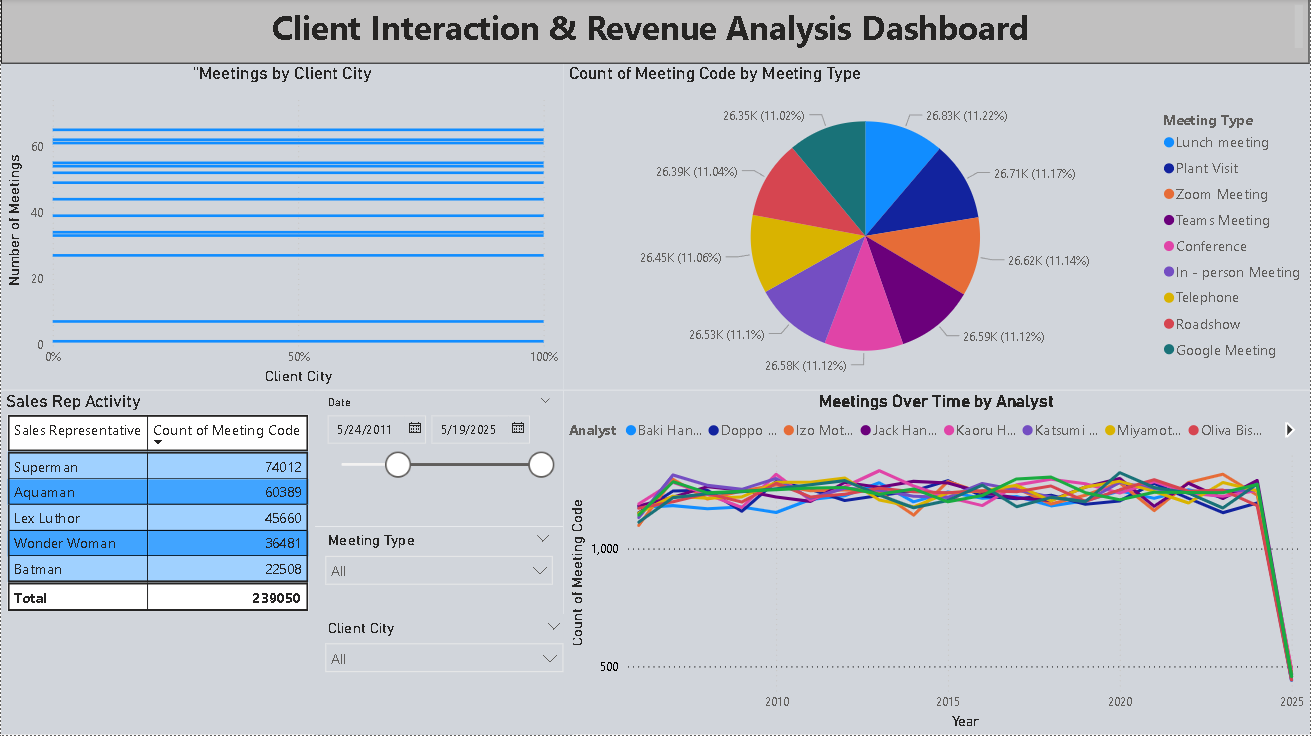 Client Interaction & Revenue Analysis Dashboard
"Meetings by Client City
Number of Meetings
60
40
20
0
0% 50% 100%
Client City
Count of Meeting Code by Meeting Type
26.35K (11.02%)
26.83K (11.22%)
26.39K (11.04%)
26.71K (11.17%)
26.45K (11.06%)
26.62K (11.14%)
26.53K (11.1%)
26.59K (11.12%)
26.58K (11.12%)
Meeting Type
Lunch meeting
Plant Visit
Zoom Meeting
Teams Meeting
Conference
In - person Meeting
Telephone
Roadshow
Google Meeting
Sales Rep Activity
Sales Representative Count of Meeting Code
Superman 74012
Aquaman 60389
Lex Luthor 45660
Wonder Woman 36481
Batman 22508
Total 239050
Date
5/24/2011 5/19/2025
Meeting Type
All
Client City
All
Meetings Over Time by Analyst
Analyst Baki Han... Doppo ... Izo Mot... Jack Han... Kaoru H... Katsumi ... Miyamot... Oliva Bis...
Count of Meeting Code
1,000
500
2010 2015 2020 2025
Year